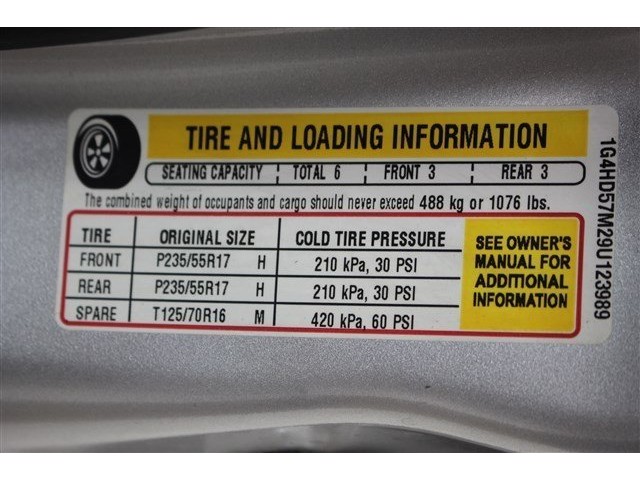 TIRE AND LOADING INFORMATION
SEATING CAPACITY TOTAL 6 FRONT 3 REAR 3
The combined weight of occupants and cargo should never exceed 488 kg or 1076 lbs.
TIRE ORIGINAL SIZE COLD TIRE PRESSURE
FRONT P235/55R17 H 210 kPa, 30 PSI
REAR P235/55R17 H 210 kPa, 30 PSI
SPARE T125/70R16 M 420 kPa, 60 PSI
SEE OWNER'S
MANUAL FOR
ADDITIONAL
INFORMATION
1G4HD57M29U123989